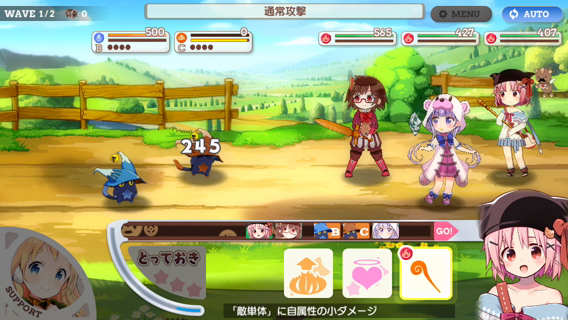 WAVE 1/2 0
通常攻撃
MENU
AUTO
500
B
0
C
565
427
407
245
B C GO!
とっておき
SUPPORT
「敵単体」に自属性の小ダメージ